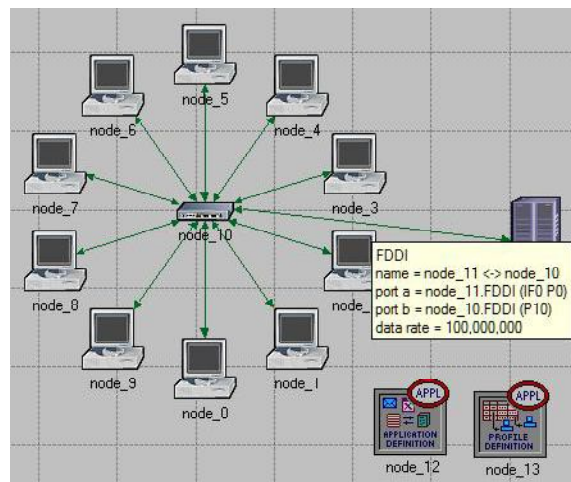 node_5
node_6
node_4
node_7
node_3
node_10
node_8
node_
FDDI
name = node_11 <-> node_10
port a = node_11.FDDI (IF0 P0)
port b = node_10.FDDI (P10)
data rate = 100,000,000
node_9
node_0
node_1
APPL
APPLICATION
DEFINITION
node_12
APPL
PROFILE
DEFINITION
node_13